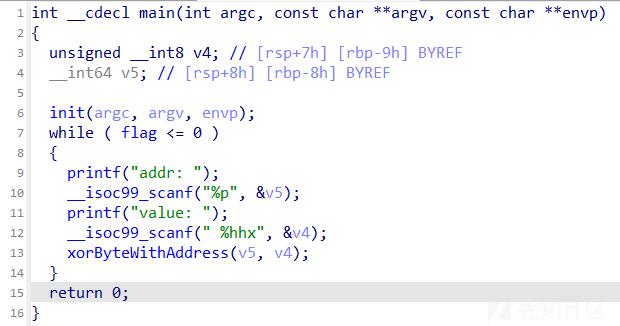 1 int __cdecl main(int argc, const char **argv, const char **envp)
2 {
3   unsigned __int8 v4; // [rsp+7h] [rbp-9h] BYREF
4   __int64 v5; // [rsp+8h] [rbp-8h] BYREF
5
6   init(argc, argv, envp);
7   while ( flag <= 0 )
8   {
9     printf("addr: ");
10     __isoc99_scanf("%p", &v5);
11     printf("value: ");
12     __isoc99_scanf(" %hhx", &v4);
13     xorByteWithAddress(v5, v4);
14   }
15   return 0;
16 }
先知社区